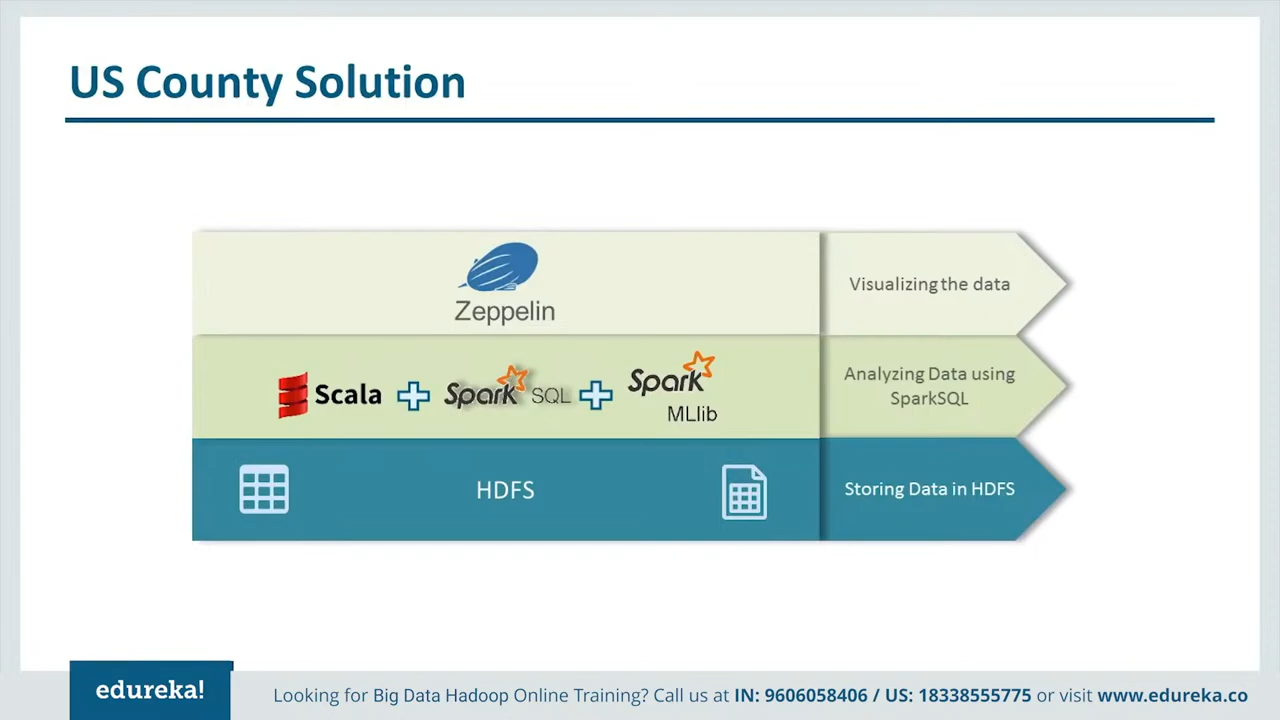 US County Solution
Zeppelin
Visualizing the data
Scala
Spark SQL
Spark
MLlib
Analyzing Data using
SparkSQL
HDFS
Storing Data in HDFS
edureka!
Looking for Big Data Hadoop Online Training? Call us at IN: 9606058406 / US: 18338555775 or visit www.edureka.co